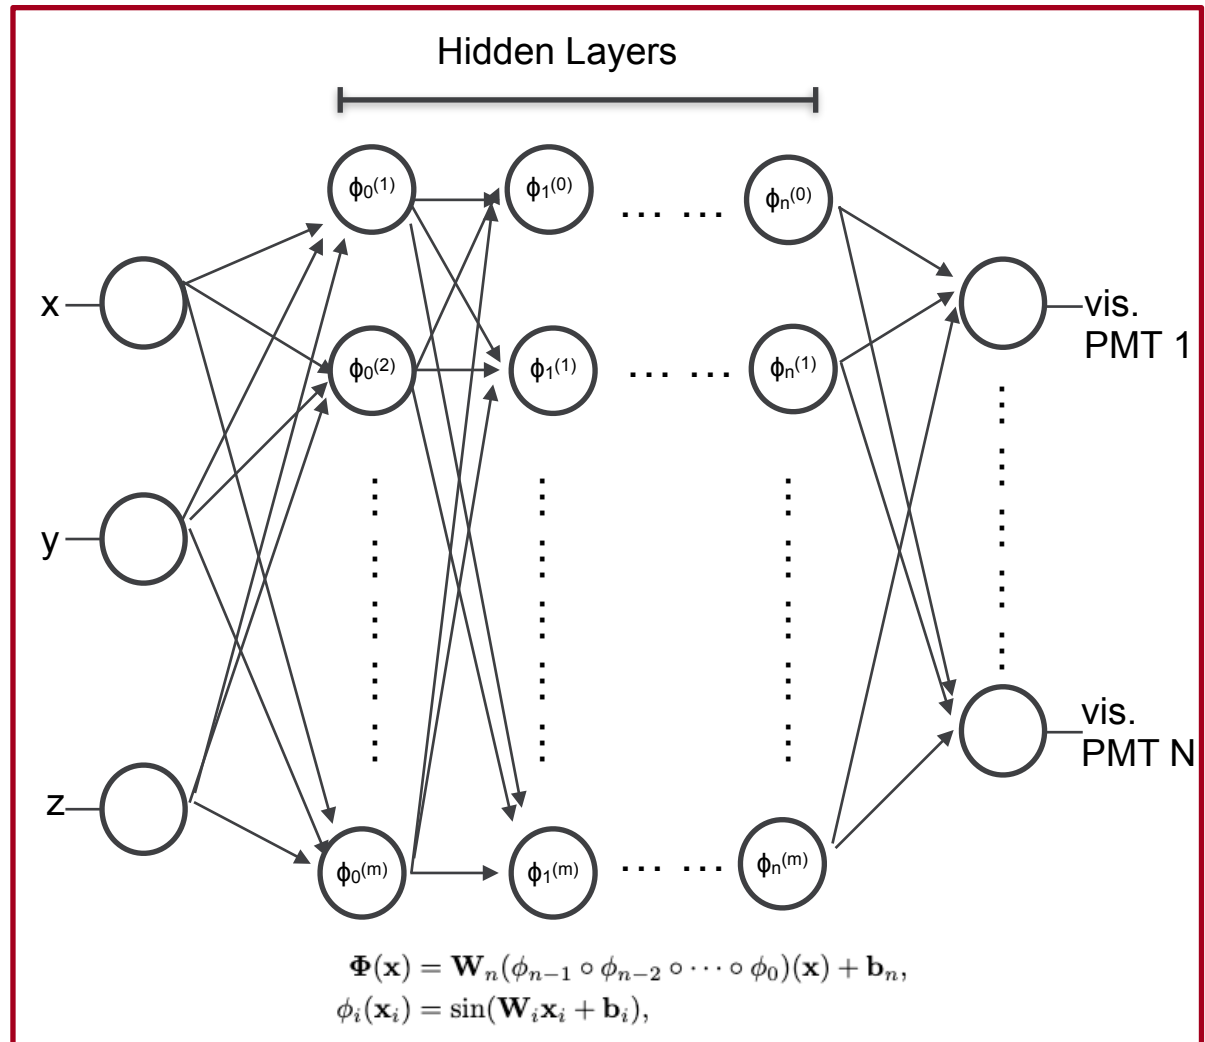 Hidden Layers
ϕ₀⁽¹⁾ ϕ₁⁽⁰⁾ ... ... ϕₙ⁽⁰⁾
x
vis.
PMT 1
ϕ₀⁽²⁾ ϕ₁⁽¹⁾ ... ... ϕₙ⁽¹⁾
y
vis.
PMT N
z
ϕ₀⁽ᵐ⁾ ϕ₁⁽ᵐ⁾ ... ... ϕₙ⁽ᵐ⁾
𝚽(𝐱) = 𝐖ₙ(ϕₙ₋₁ ∘ ϕₙ₋₂ ∘ ⋯ ∘ ϕ₀)(𝐱) + 𝐛ₙ,
ϕᵢ(𝐱ᵢ) = sin(𝐖ᵢ𝐱ᵢ + 𝐛ᵢ),